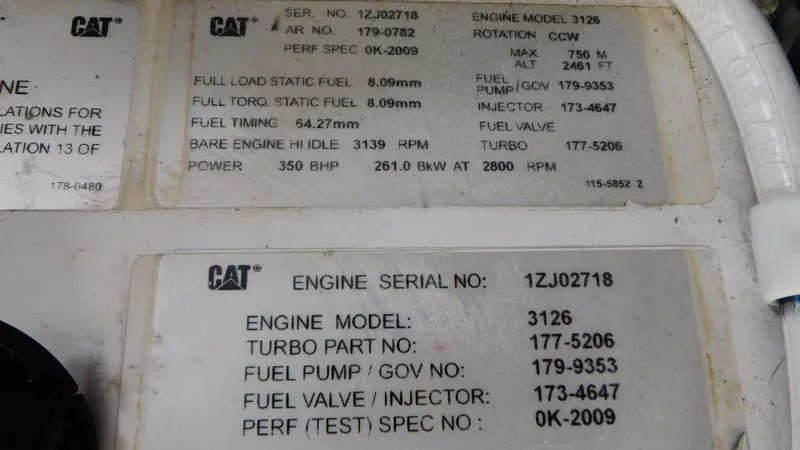 CAT®
NE
LATIONS FOR
IES WITH THE
LATION 13 OF
178-0480
CAT®
SER. NO. 1ZJ02718
AR NO. 179-0782
PERF SPEC 0K-2009
FULL LOAD STATIC FUEL 8.09mm
FULL TORQ. STATIC FUEL 8.09mm
FUEL TIMING 64.27mm
BARE ENGINE HI IDLE 3139 RPM
POWER 350 BHP 261.0 BkW AT 2800 RPM
ENGINE MODEL 3126
ROTATION CCW
MAX 750 M
ALT 2461 FT
FUEL
PUMP/GOV 179-9353
INJECTOR 173-4647
FUEL VALVE
TURBO 177-5206
115-5852 2
CAT® ENGINE SERIAL NO: 1ZJ02718
ENGINE MODEL: 3126
TURBO PART NO: 177-5206
FUEL PUMP / GOV NO: 179-9353
FUEL VALVE / INJECTOR: 173-4647
PERF (TEST) SPEC NO : 0K-2009